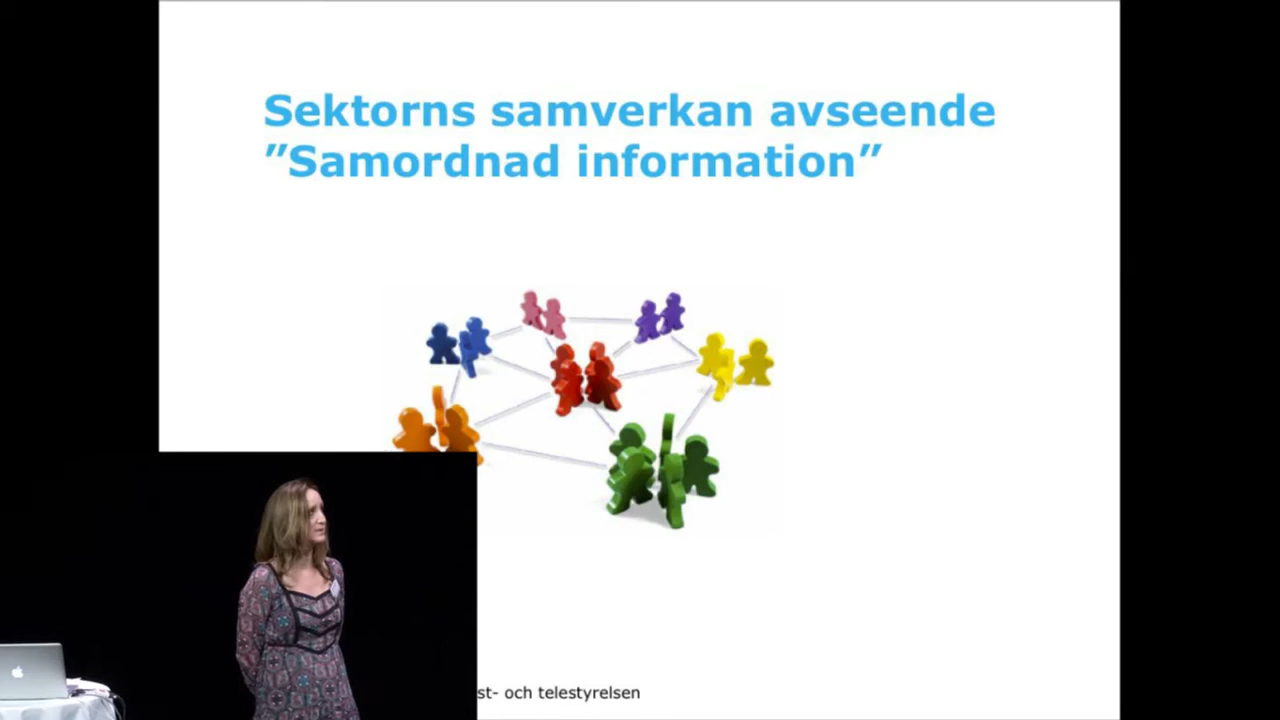 Sektorns samverkan avseende
”Samordnad information”
st- och telestyrelsen